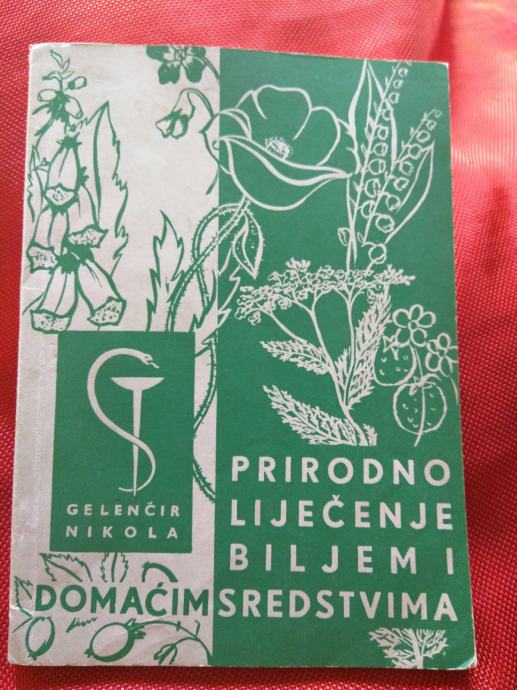 GELENČIR
NIKOLA
PRIRODNO
LIJEČENJE
BILJEM I
DOMAĆIM SREDSTVIMA